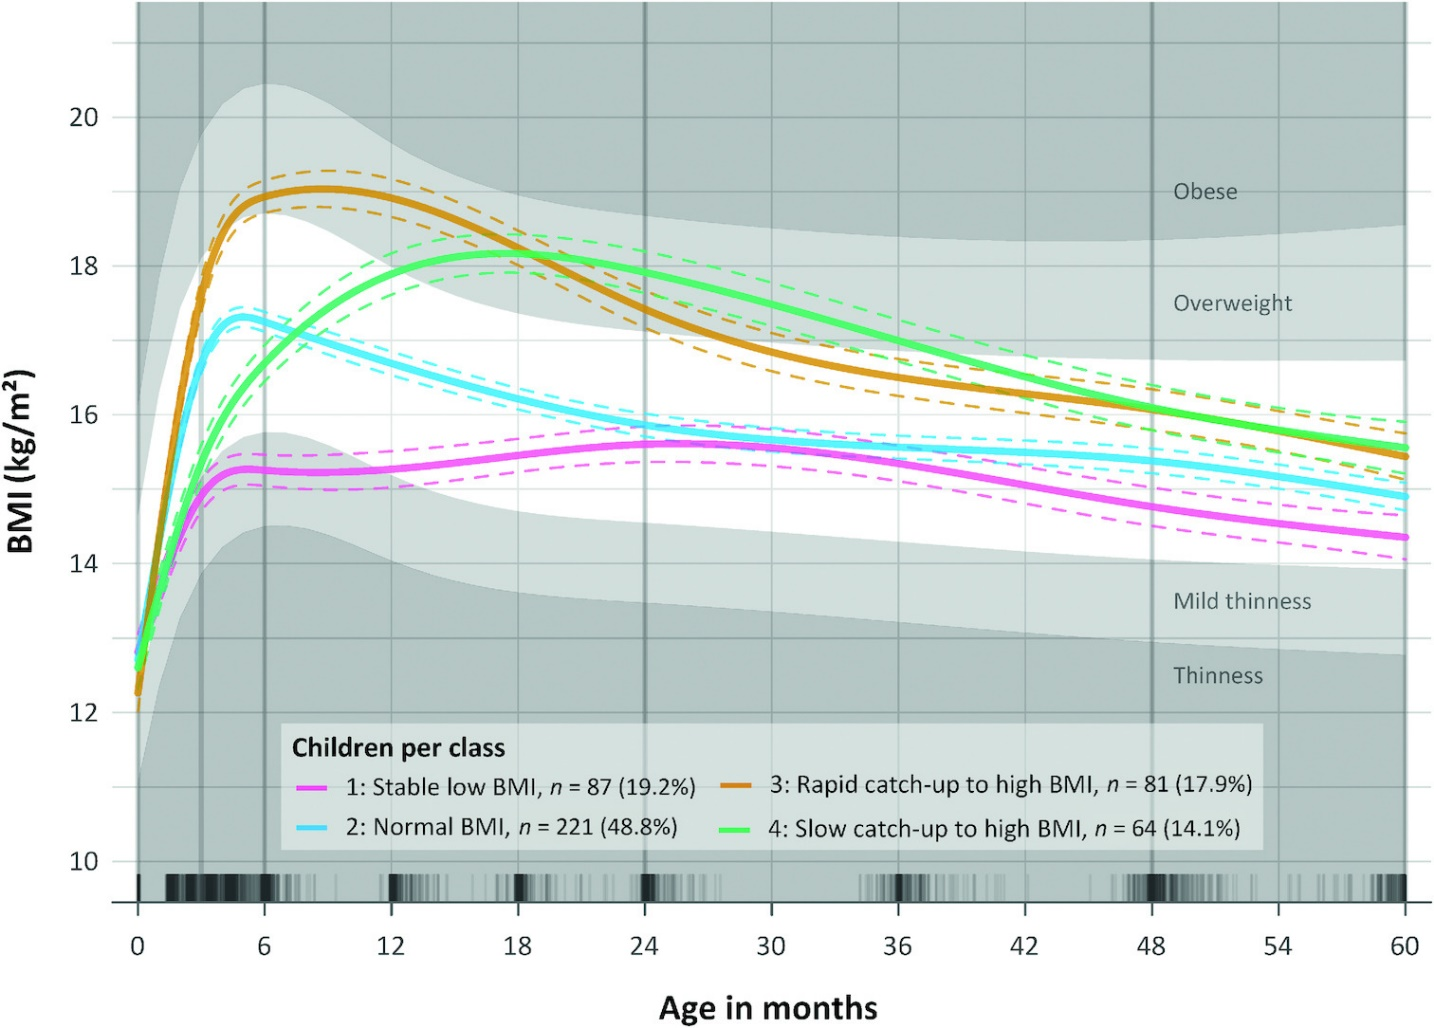 BMI (kg/m²)
20
18
16
14
12
10
Obese
Overweight
Mild thinness
Thinness
Children per class
1: Stable low BMI, n = 87 (19.2%)
3: Rapid catch-up to high BMI, n = 81 (17.9%)
2: Normal BMI, n = 221 (48.8%)
4: Slow catch-up to high BMI, n = 64 (14.1%)
0 6 12 18 24 30 36 42 48 54 60
Age in months